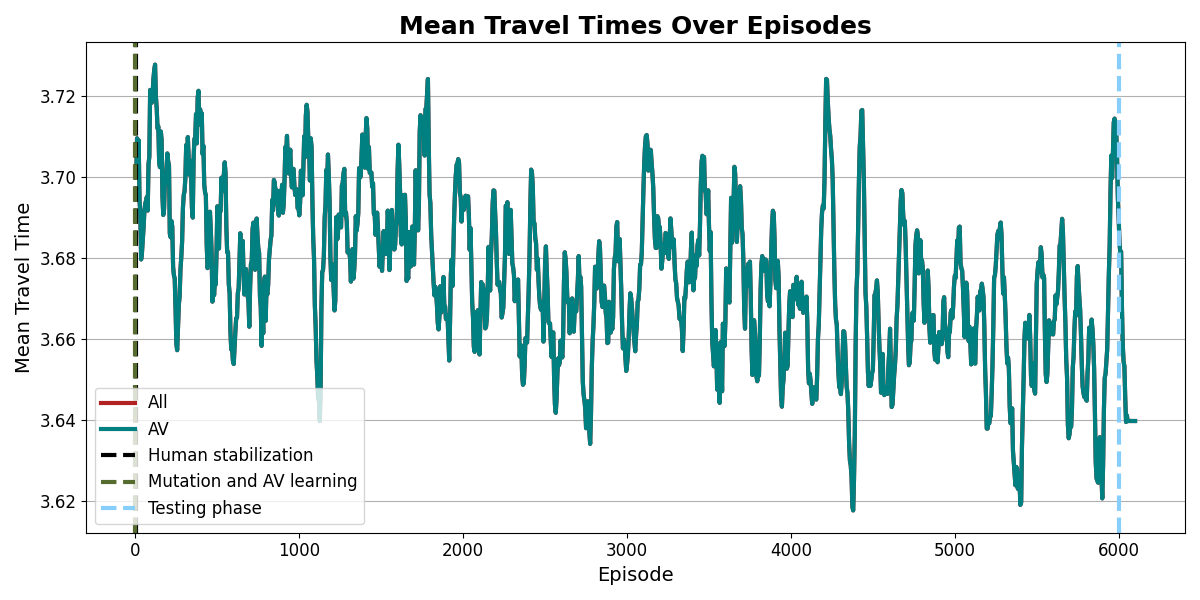 Mean Travel Times Over Episodes
Mean Travel Time
3.72
3.70
3.68
3.66
3.64
3.62
All
AV
Human stabilization
Mutation and AV learning
Testing phase
0 1000 2000 3000 4000 5000 6000
Episode